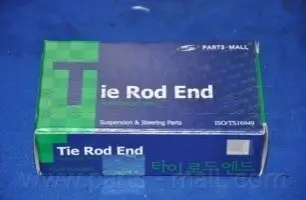 PARTS-MALL
Tie Rod End
Suspension & Steering Parts
ISO/TS16949
Tie Rod End
타이로드엔드